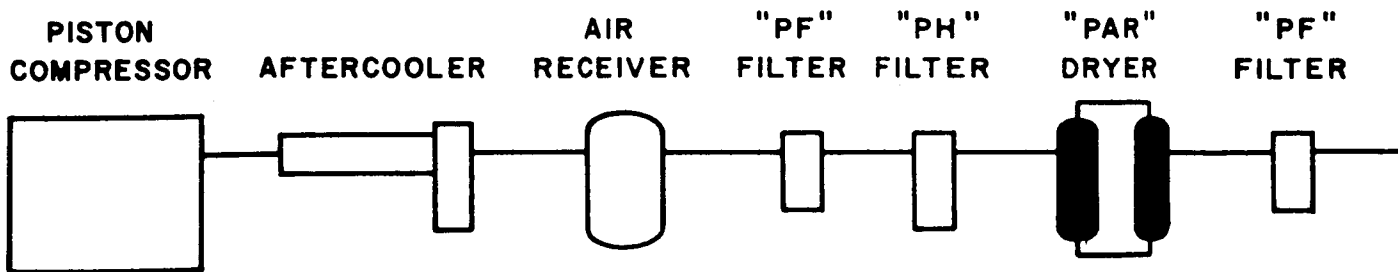 PISTON
COMPRESSOR
AFTERCOOLER
AIR
RECEIVER
"PF"
FILTER
"PH"
FILTER
"PAR"
DRYER
"PF"
FILTER